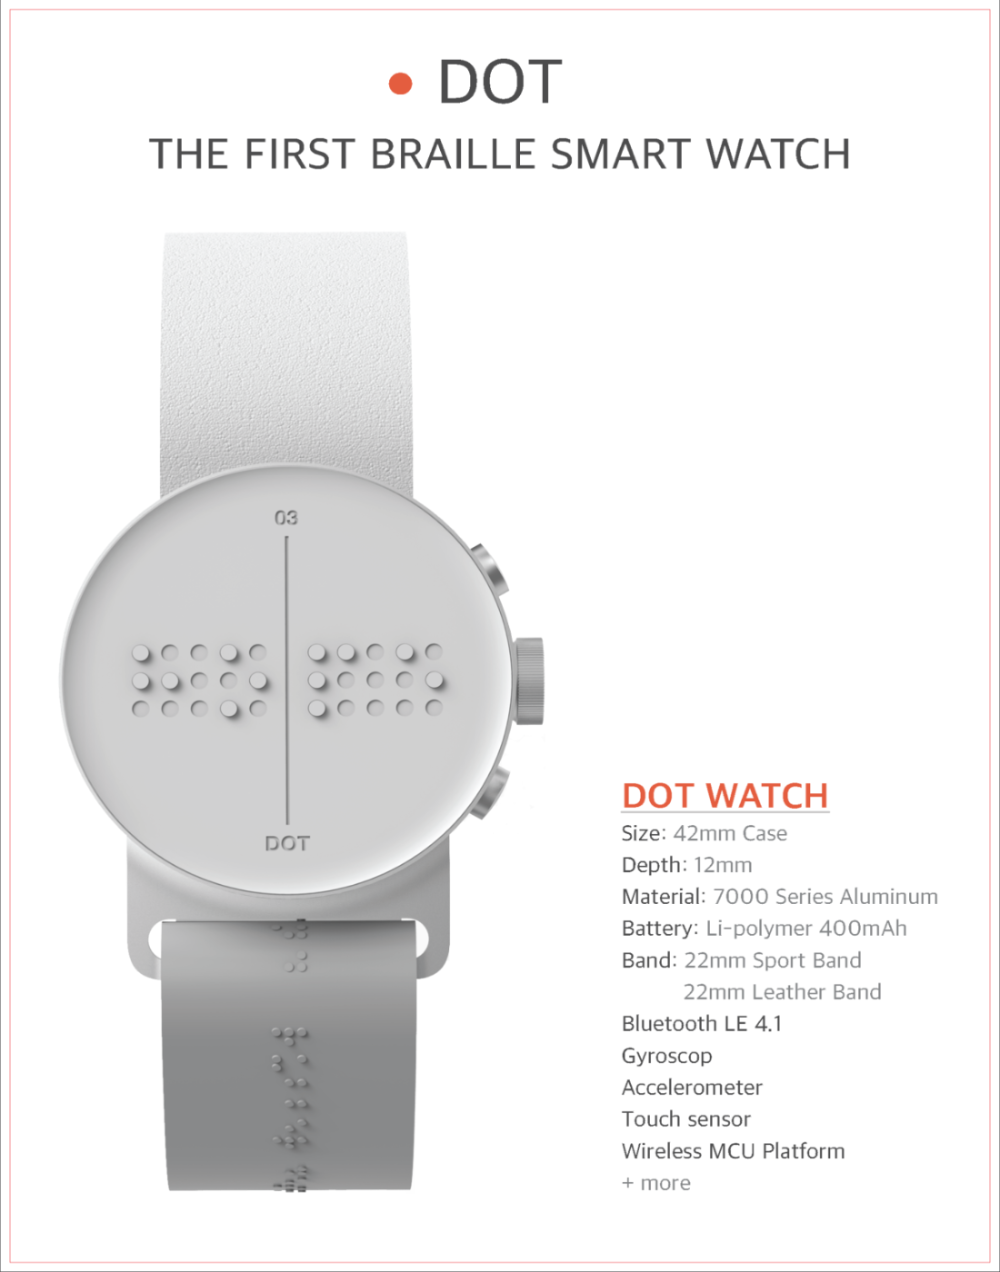 • DOT
THE FIRST BRAILLE SMART WATCH
03
DOT
DOT WATCH
Size: 42mm Case
Depth: 12mm
Material: 7000 Series Aluminum
Battery: Li-polymer 400mAh
Band: 22mm Sport Band
22mm Leather Band
Bluetooth LE 4.1
Gyroscop
Accelerometer
Touch sensor
Wireless MCU Platform
+ more